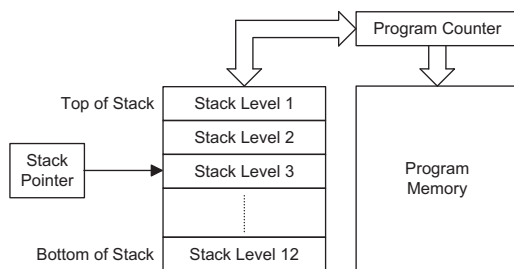 Program Counter
Top of Stack
Stack Level 1
Stack Level 2
Stack
Pointer
Stack Level 3
Program
Memory
Bottom of Stack
Stack Level 12